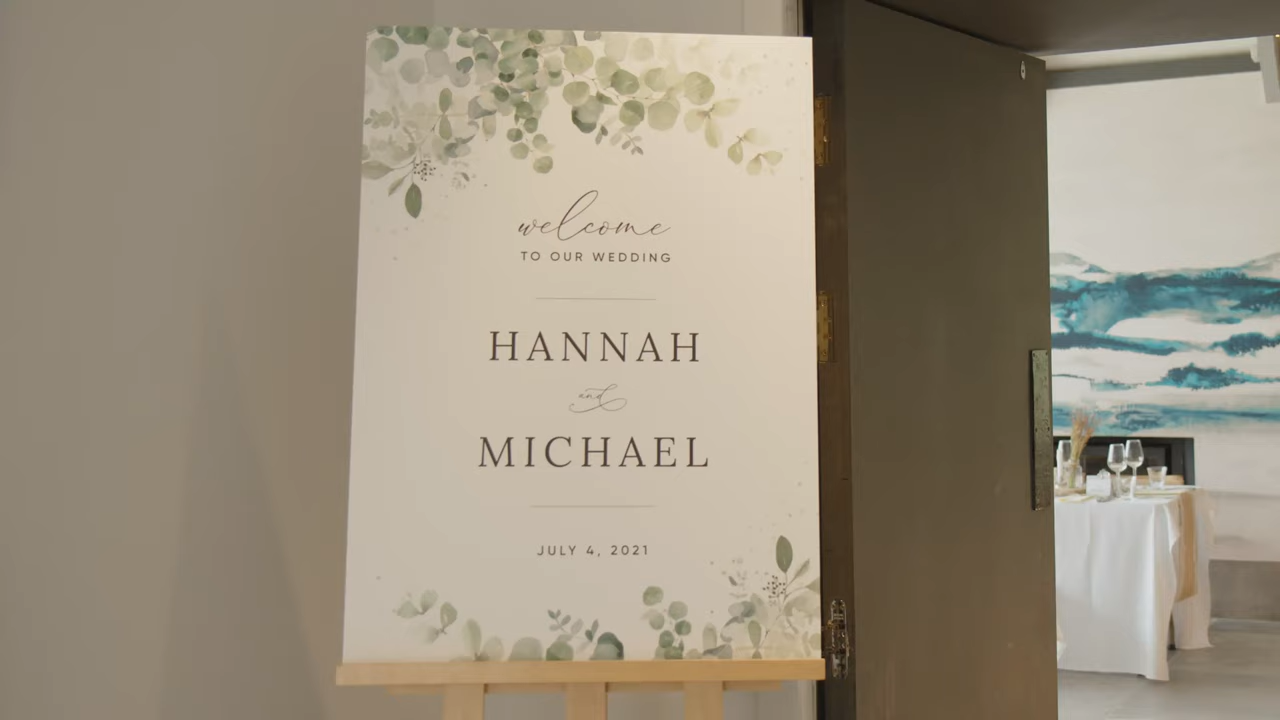 welcome
TO OUR WEDDING
HANNAH
and
MICHAEL
JULY 4, 2021